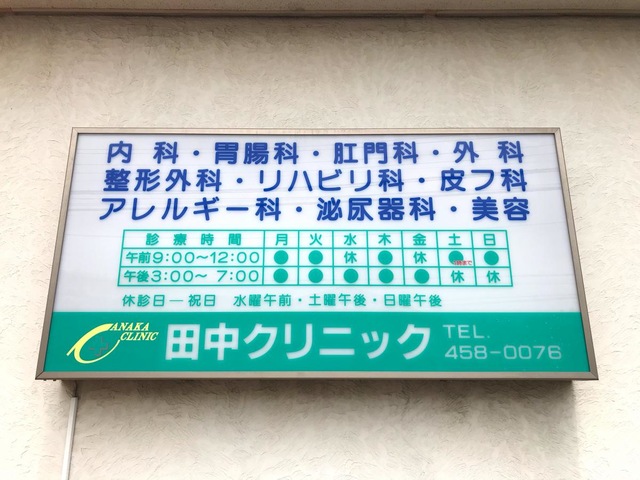 内科・胃腸科・肛門科・外科
整形外科・リハビリ科・皮フ科
アレルギー科・泌尿器科・美容
診療時間 月 火 水 木 金 土 日
午前9:00〜12:00 ● ● 休 ● 休 ● ●
午後3:00〜 7:00 ● ● ● ● ● 休 休
休診日―祝日 水曜午前・土曜午後・日曜午後
TANAKA CLINIC
田中クリニック TEL. 458-0076